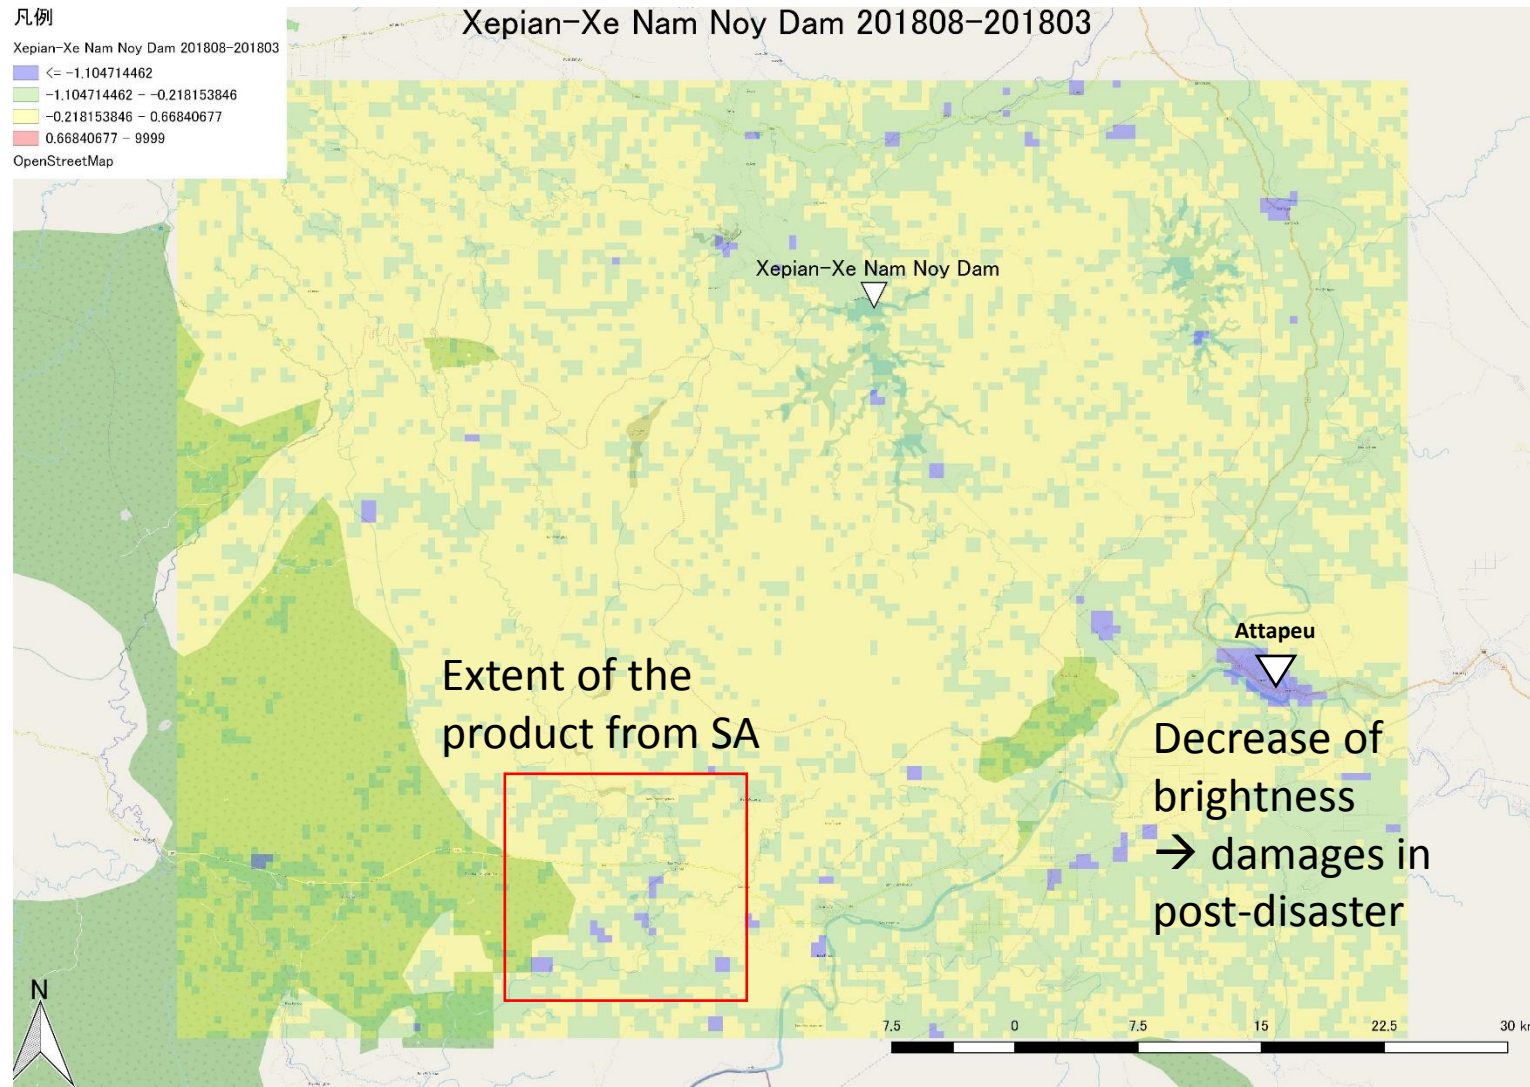 凡例
Xepian-Xe Nam Noy Dam 201808-201803
Xepian-Xe Nam Noy Dam 201808-201803
<= -1.104714462
-1.104714462 - -0.218153846
-0.218153846 - 0.66840677
0.66840677 - 9999
OpenStreetMap
Xepian-Xe Nam Noy Dam
Attapeu
Extent of the
product from SA
Decrease of
brightness
→ damages in
post-disaster
N
7.5 0 7.5 15 22.5 30 km